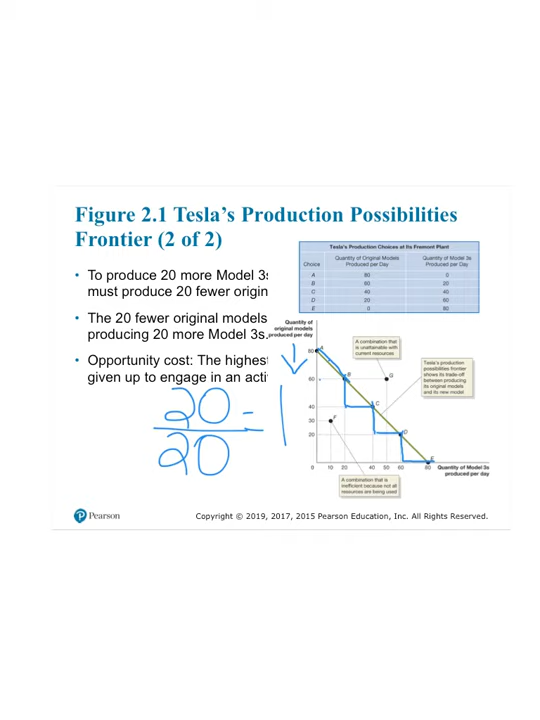 Figure 2.1 Tesla's Production Possibilities
Frontier (2 of 2)
• To produce 20 more Model 3s
must produce 20 fewer origin
• The 20 fewer original models
producing 20 more Model 3s.
• Opportunity cost: The highest
given up to engage in an acti
20
20
- 1
Tesla's Production Choices at Its Fremont Plant
Choice Quantity of Original Models Produced per Day Quantity of Model 3s Produced per Day
A 80 0
B 60 20
C 40 40
D 20 60
E 0 80
Quantity of
original models
produced per day
80
60
40
30
20
0 10 20 40 50 60 80
Quantity of Model 3s
produced per day
A
B
C
D
E
F
G
A combination that
is unattainable with
current resources
Tesla's production
possibilities frontier
shows its trade-off
between producing
its original models
and its new model.
A combination that is
inefficient because not all
resources are being used
Pearson
Copyright © 2019, 2017, 2015 Pearson Education, Inc. All Rights Reserved.